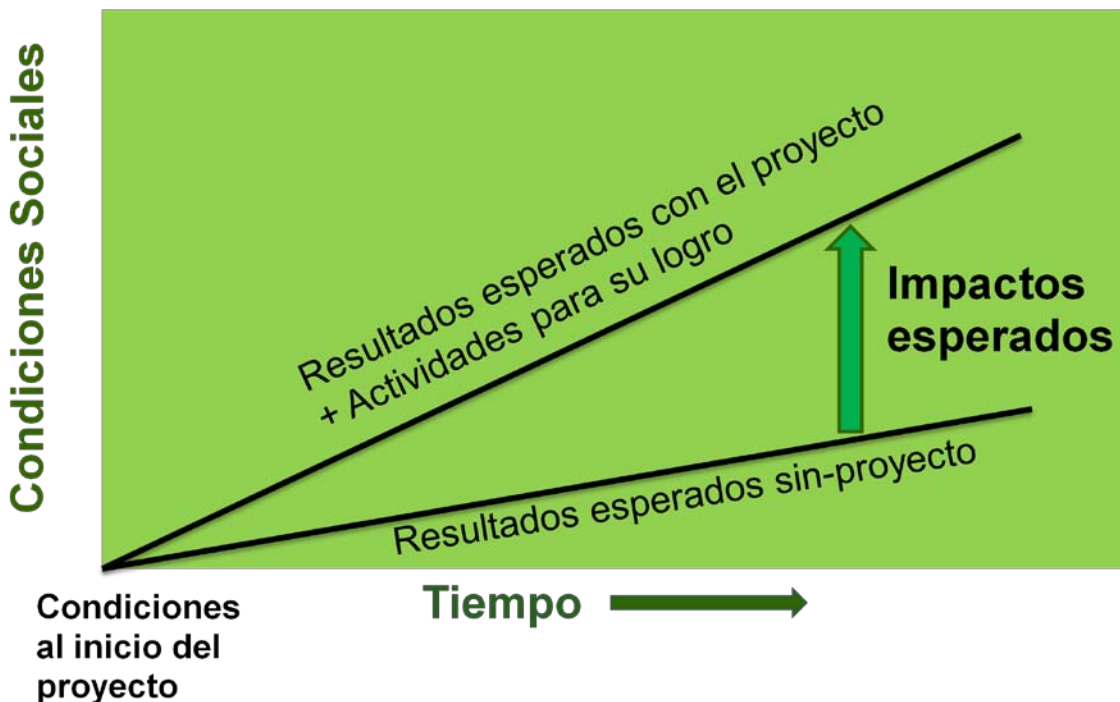 Condiciones Sociales
Resultados esperados con el proyecto
+ Actividades para su logro
Impactos
esperados
Resultados esperados sin-proyecto
Condiciones
al inicio del
proyecto
Tiempo